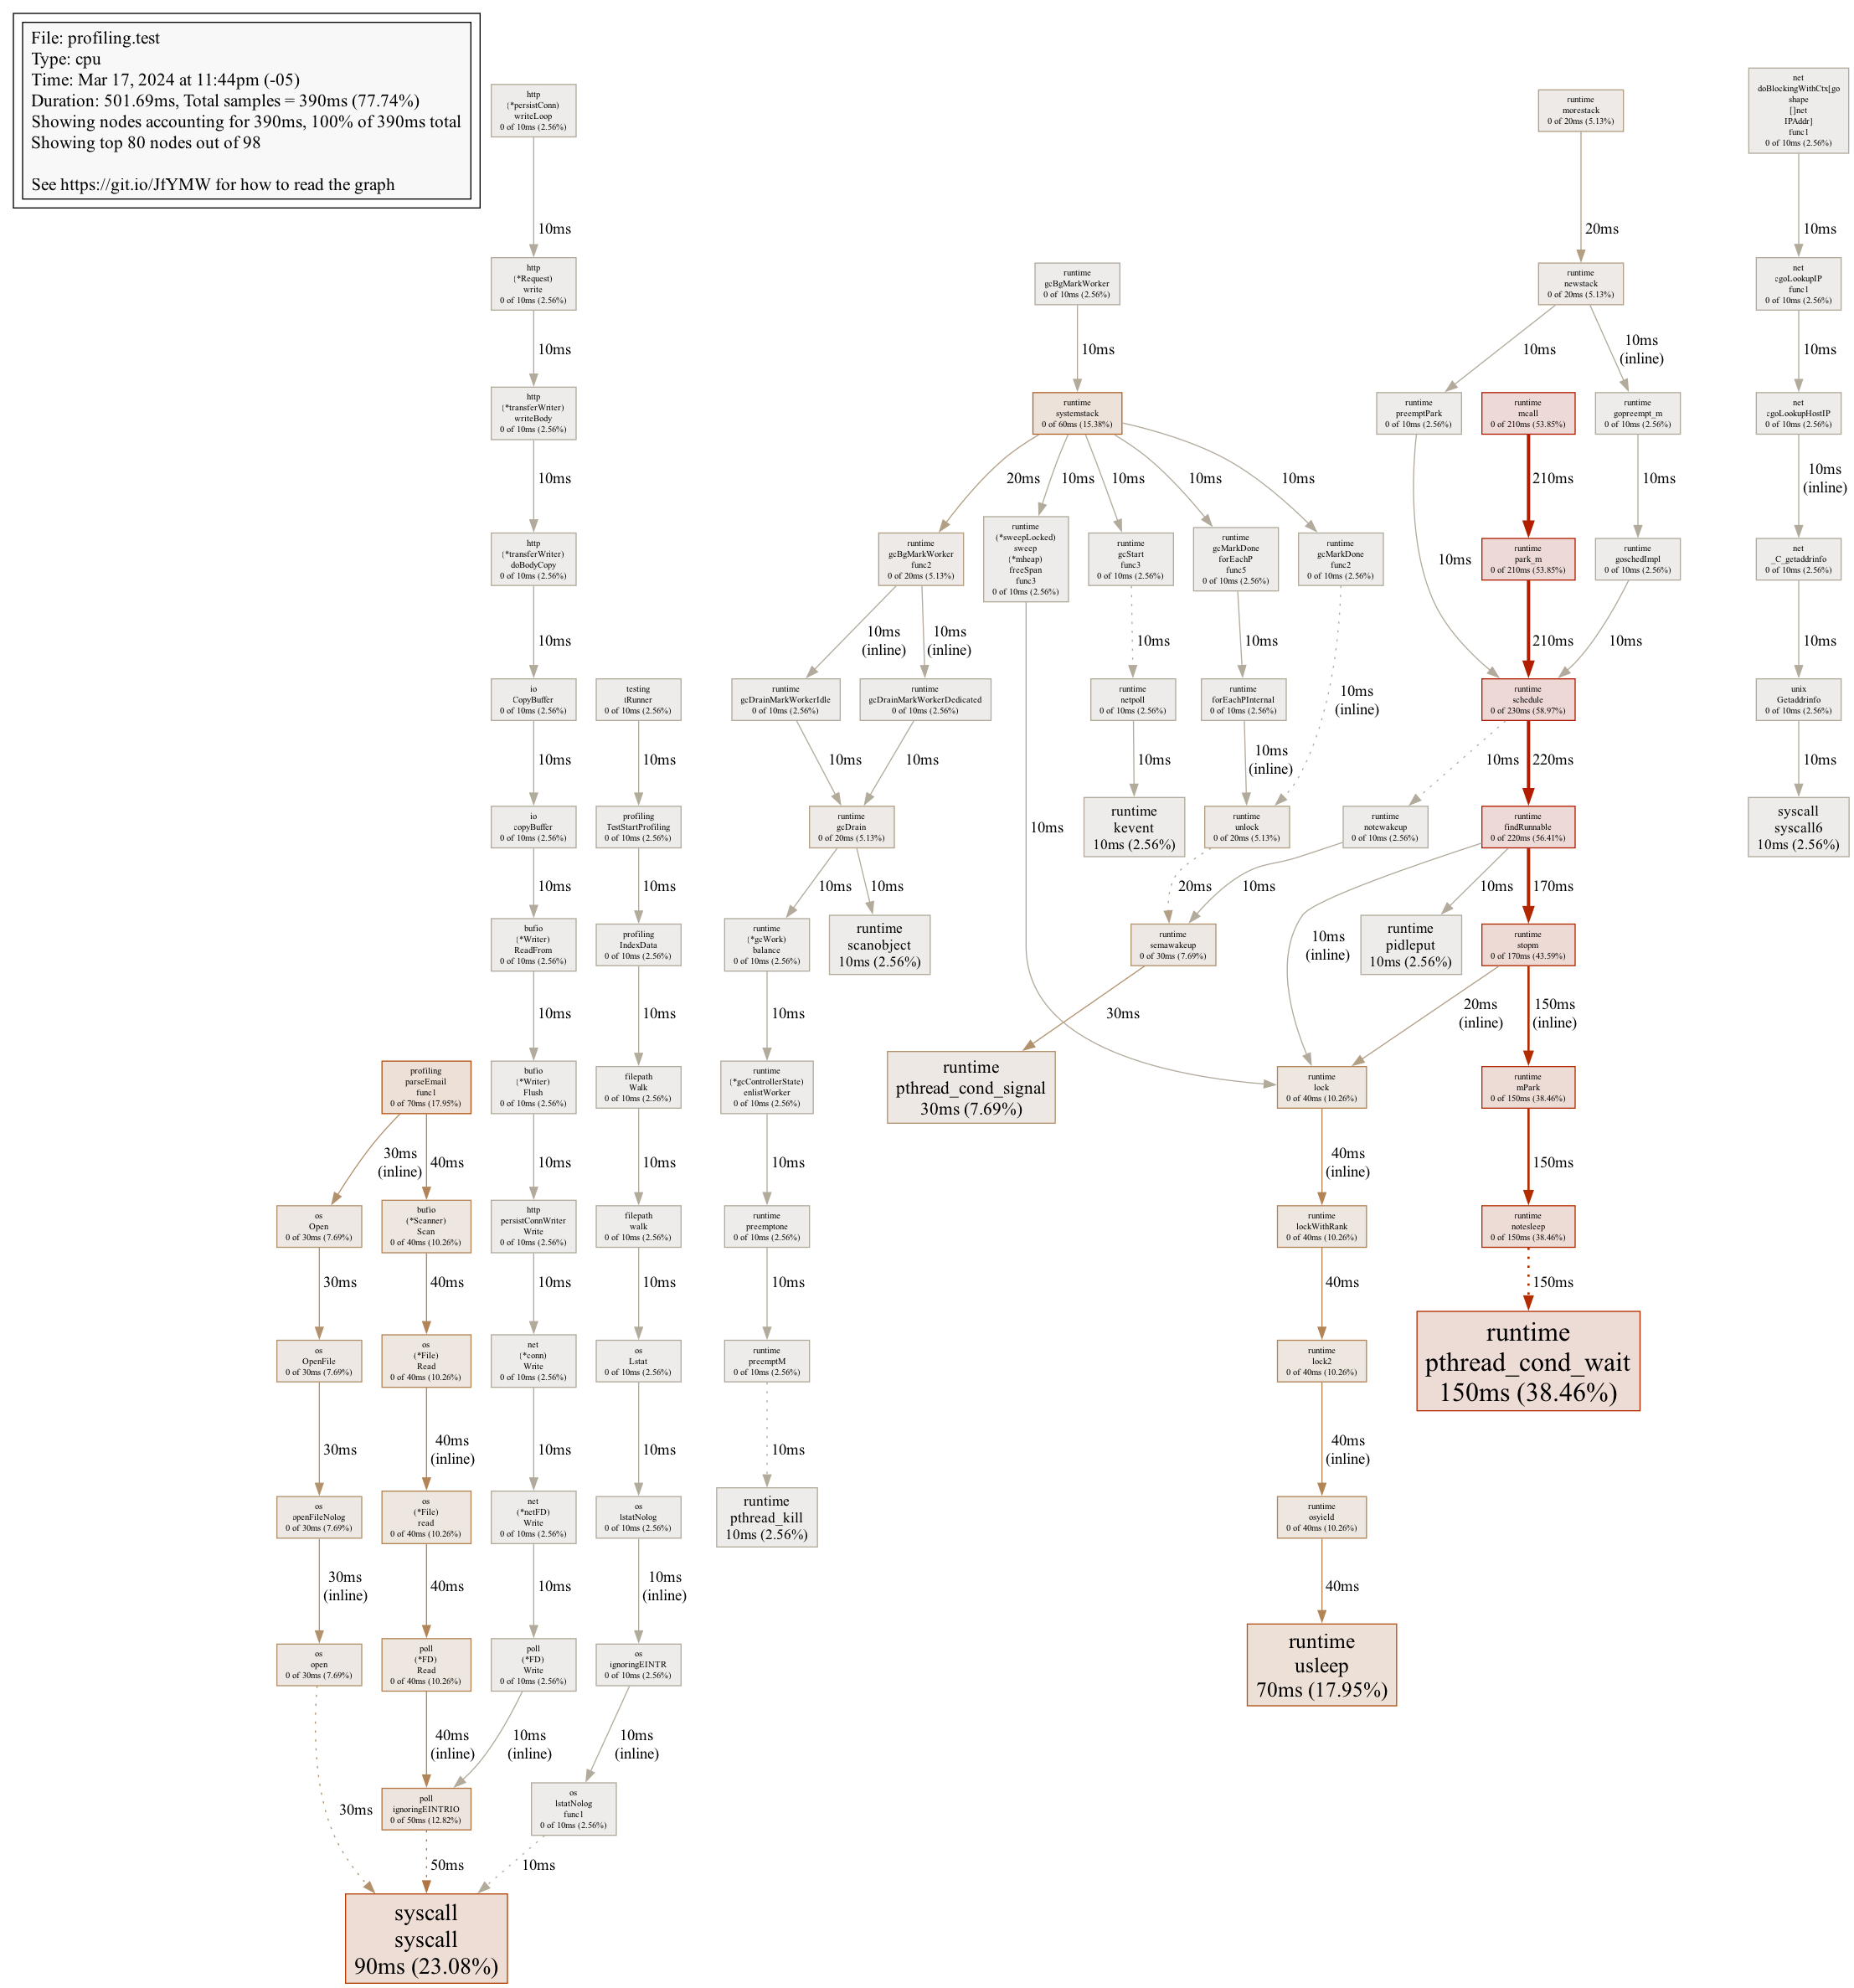 File: profiling.test
Type: cpu
Time: Mar 17, 2024 at 11:44pm (-05)
Duration: 501.69ms, Total samples = 390ms (77.74%)
Showing nodes accounting for 390ms, 100% of 390ms total
Showing top 80 nodes out of 98
See https://git.io/JfYMW for how to read the graph
http
(*persistConn)
writeLoop
0 of 10ms (2.56%)
runtime
morestack
0 of 20ms (5.13%)
net
doBlockingWithCtx[go
shape
[]net
IPAddr]
func1
0 of 10ms (2.56%)
10ms
20ms
10ms
http
(*Request)
write
0 of 10ms (2.56%)
runtime
gcBgMarkWorker
0 of 10ms (2.56%)
runtime
newstack
0 of 20ms (5.13%)
net
cgoLookupIP
func1
0 of 10ms (2.56%)
10ms
10ms
10ms
10ms
(inline)
10ms
http
(*transferWriter)
writeBody
0 of 10ms (2.56%)
runtime
systemstack
0 of 60ms (15.38%)
runtime
preemptPark
0 of 10ms (2.56%)
runtime
mcall
0 of 210ms (53.85%)
runtime
gopreempt_m
0 of 10ms (2.56%)
net
cgoLookupHostIP
0 of 10ms (2.56%)
10ms
20ms
10ms
10ms
10ms
10ms
210ms
10ms
10ms
(inline)
http
(*transferWriter)
doBodyCopy
0 of 10ms (2.56%)
runtime
gcBgMarkWorker
func2
0 of 20ms (5.13%)
runtime
(*sweepLocked)
sweep
(*mheap)
freeSpan
func3
0 of 10ms (2.56%)
runtime
gcStart
func3
0 of 10ms (2.56%)
runtime
gcMarkDone
forEachP
func5
0 of 10ms (2.56%)
runtime
gcMarkDone
func2
0 of 10ms (2.56%)
10ms
runtime
park_m
0 of 210ms (53.85%)
runtime
goschedImpl
0 of 10ms (2.56%)
net
_C_getaddrinfo
0 of 10ms (2.56%)
10ms
10ms
(inline)
10ms
(inline)
10ms
10ms
10ms
(inline)
210ms
10ms
10ms
io
CopyBuffer
0 of 10ms (2.56%)
testing
tRunner
0 of 10ms (2.56%)
runtime
gcDrainMarkWorkerIdle
0 of 10ms (2.56%)
runtime
gcDrainMarkWorkerDedicated
0 of 10ms (2.56%)
runtime
netpoll
0 of 10ms (2.56%)
runtime
forEachPInternal
0 of 10ms (2.56%)
runtime
schedule
0 of 230ms (58.97%)
unix
Getaddrinfo
0 of 10ms (2.56%)
10ms
10ms
10ms
10ms
10ms
10ms
(inline)
10ms
220ms
10ms
io
copyBuffer
0 of 10ms (2.56%)
profiling
TestStartProfiling
0 of 10ms (2.56%)
runtime
gcDrain
0 of 20ms (5.13%)
10ms
runtime
kevent
10ms (2.56%)
runtime
unlock
0 of 20ms (5.13%)
runtime
notewakeup
0 of 10ms (2.56%)
runtime
findRunnable
0 of 220ms (56.41%)
syscall
syscall6
10ms (2.56%)
10ms
10ms
10ms
10ms
20ms
10ms
10ms
170ms
bufio
(*Writer)
ReadFrom
0 of 10ms (2.56%)
profiling
IndexData
0 of 10ms (2.56%)
runtime
(*gcWork)
balance
0 of 10ms (2.56%)
runtime
scanobject
10ms (2.56%)
runtime
semawakeup
0 of 30ms (7.69%)
10ms
(inline)
runtime
pidleput
10ms (2.56%)
runtime
stopm
0 of 170ms (43.59%)
10ms
10ms
10ms
30ms
20ms
(inline)
150ms
(inline)
profiling
parseEmail
func1
0 of 70ms (17.95%)
bufio
(*Writer)
Flush
0 of 10ms (2.56%)
filepath
Walk
0 of 10ms (2.56%)
runtime
(*gcControllerState)
enlistWorker
0 of 10ms (2.56%)
runtime
pthread_cond_signal
30ms (7.69%)
runtime
lock
0 of 40ms (10.26%)
runtime
mPark
0 of 150ms (38.46%)
30ms
(inline)
40ms
10ms
10ms
10ms
40ms
(inline)
150ms
os
Open
0 of 30ms (7.69%)
bufio
(*Scanner)
Scan
0 of 40ms (10.26%)
http
persistConnWriter
Write
0 of 10ms (2.56%)
filepath
walk
0 of 10ms (2.56%)
runtime
preemptone
0 of 10ms (2.56%)
runtime
lockWithRank
0 of 40ms (10.26%)
runtime
notesleep
0 of 150ms (38.46%)
30ms
40ms
10ms
10ms
10ms
40ms
150ms
os
OpenFile
0 of 30ms (7.69%)
os
(*File)
Read
0 of 40ms (10.26%)
net
(*conn)
Write
0 of 10ms (2.56%)
os
Lstat
0 of 10ms (2.56%)
runtime
preemptM
0 of 10ms (2.56%)
runtime
lock2
0 of 40ms (10.26%)
runtime
pthread_cond_wait
150ms (38.46%)
30ms
40ms
(inline)
10ms
10ms
10ms
40ms
(inline)
os
openFileNolog
0 of 30ms (7.69%)
os
(*File)
read
0 of 40ms (10.26%)
net
(*netFD)
Write
0 of 10ms (2.56%)
os
lstatNolog
0 of 10ms (2.56%)
runtime
pthread_kill
10ms (2.56%)
runtime
osyield
0 of 40ms (10.26%)
30ms
(inline)
40ms
10ms
10ms
(inline)
40ms
os
open
0 of 30ms (7.69%)
poll
(*FD)
Read
0 of 40ms (10.26%)
poll
(*FD)
Write
0 of 10ms (2.56%)
os
ignoringEINTR
0 of 10ms (2.56%)
runtime
usleep
70ms (17.95%)
40ms
(inline)
10ms
(inline)
10ms
(inline)
30ms
poll
ignoringEINTRIO
0 of 50ms (12.82%)
os
lstatNolog
func1
0 of 10ms (2.56%)
50ms
10ms
syscall
syscall
90ms (23.08%)